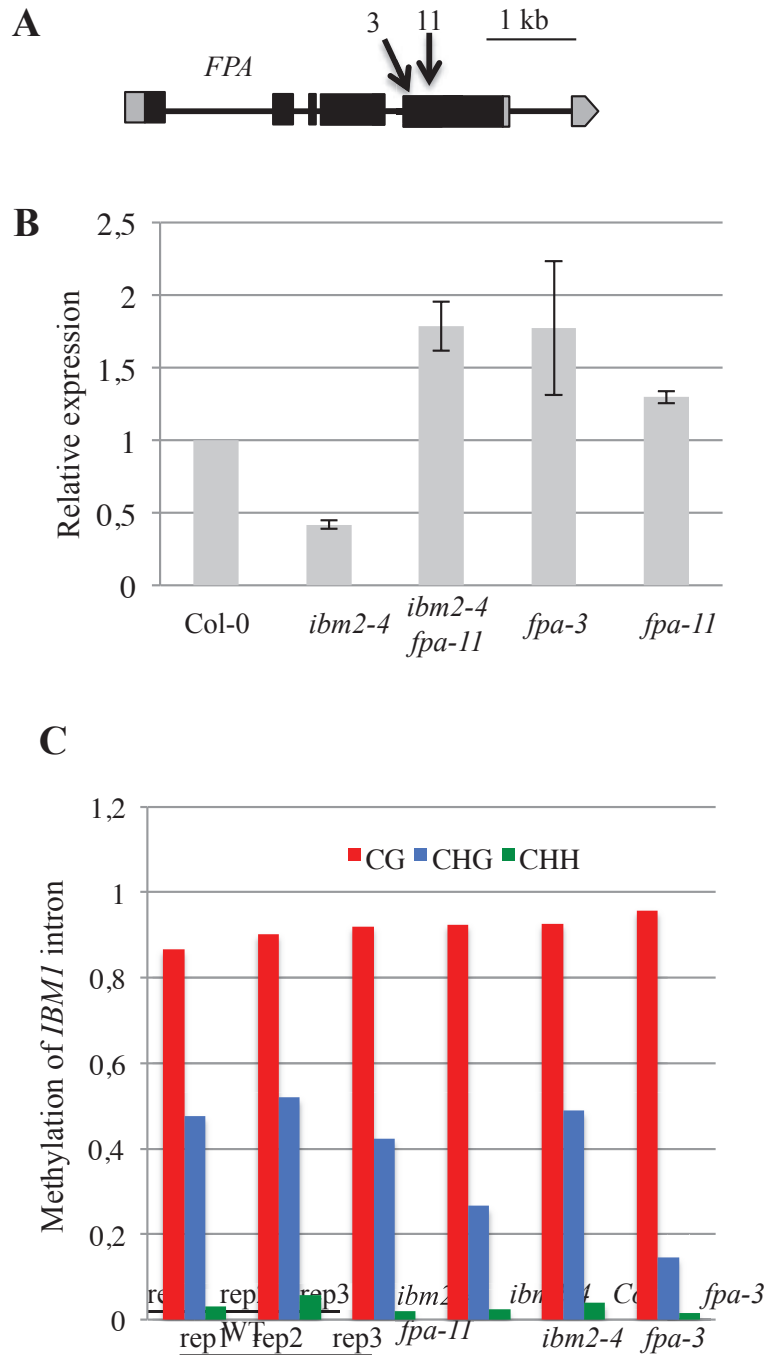 A
3 11 1 kb
FPA
B
2,5
2
1,5
1
0,5
0
Relative expression
Col-0 ibm2-4 ibm2-4 fpa-3 fpa-11
fpa-11
C
1,2
1
0,8
0,6
0,4
0,2
0
CG CHG CHH
Methylation of IBM1 intron
rep3 fpa-3
WT fpa-11 ibm2-4 fpa-3
rep1 rep2 rep3